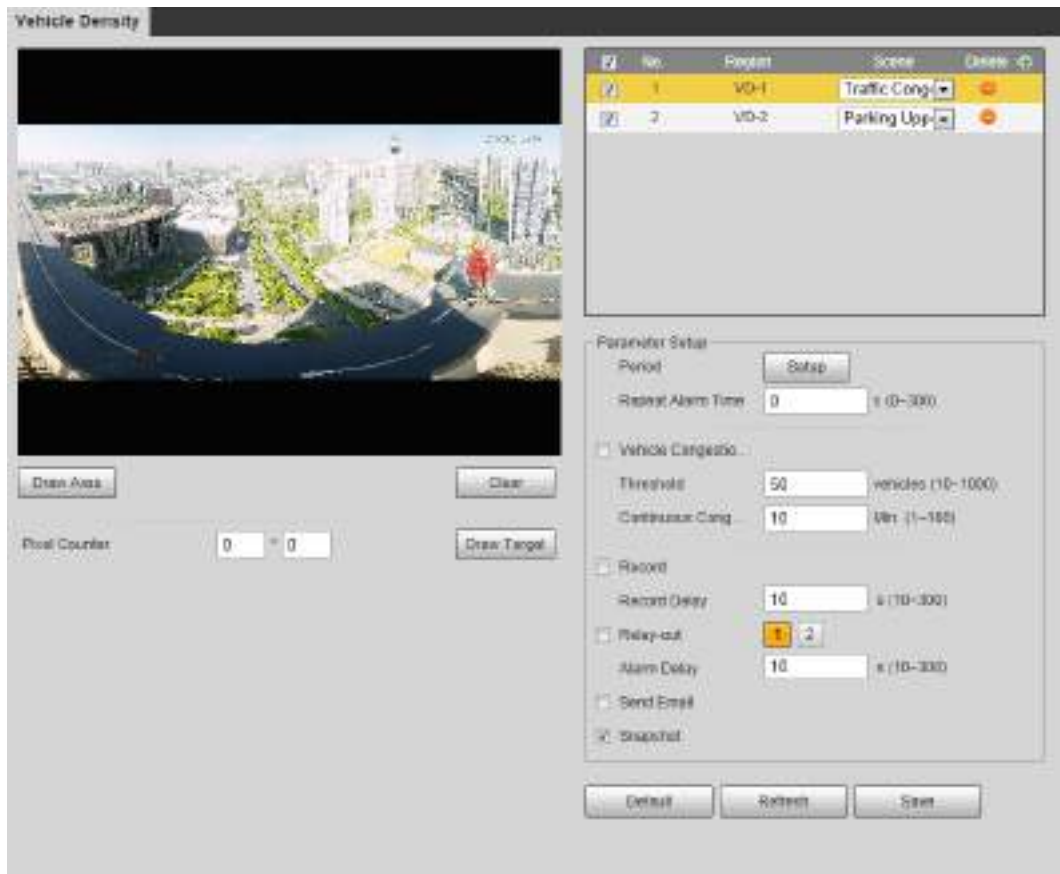 Vehicle Density
No. Region Scene Delete
1 VD-1 Traffic Cong
2 VD-2 Parking Upp
Parameter Setup
Period Setup
Repeat Alarm Time 0 s (0~300)
Vehicle Congestio...
Threshold 50 vehicles (10~1000)
Continuous Cong... 10 Min. (1~100)
Draw Area Clear
Pixel Counter 0 * 0 Draw Target
Record
Record Delay 10 s (10~300)
Relay-out 1 2
Alarm Delay 10 s (10~300)
Send Email
Snapshot
Default Refresh Save